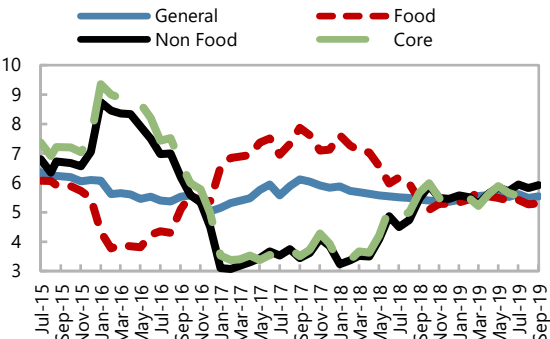 General Food
Non Food Core
10
9
8
7
6
5
4
3
Jul-15 Sep-15 Nov-15 Jan-16 Mar-16 May-16 Jul-16 Sep-16 Nov-16 Jan-17 Mar-17 May-17 Jul-17 Sep-17 Nov-17 Jan-18 Mar-18 May-18 Jul-18 Sep-18 Nov-18 Jan-19 Mar-19 May-19 Jul-19 Sep-19